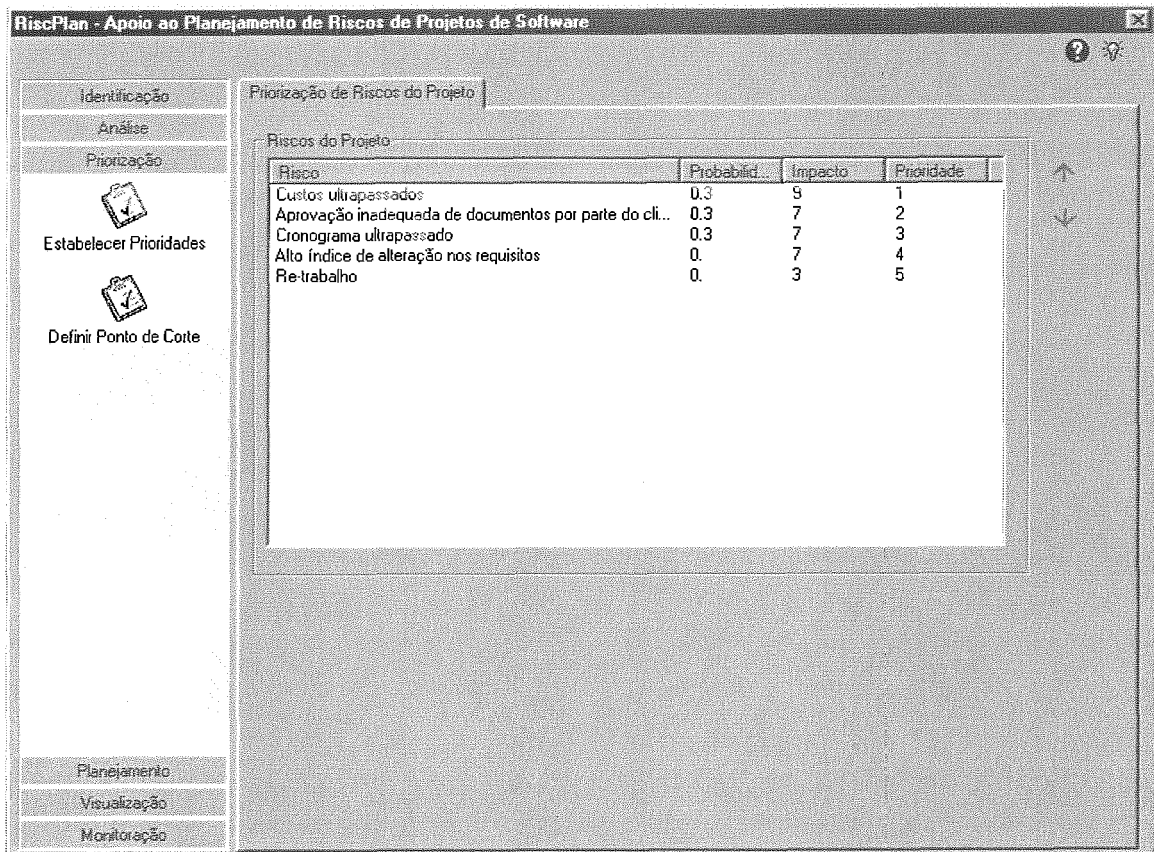 RiscPlan - Apoio ao Planejamento de Riscos de Projetos de Software
Identificação
Análise
Priorização
Estabelecer Prioridades
Definir Ponto de Corte
Planejamento
Visualização
Monitoração
Priorização de Riscos do Projeto
Riscos do Projeto
Risco Probabilid... Impacto Prioridade
Custos ultrapassados 0.3 9 1
Aprovação inadequada de documentos por parte do cli... 0.3 7 2
Cronograma ultrapassado 0.3 7 3
Alto índice de alteração nos requisitos 0. 7 4
Re-trabalho 0. 3 5